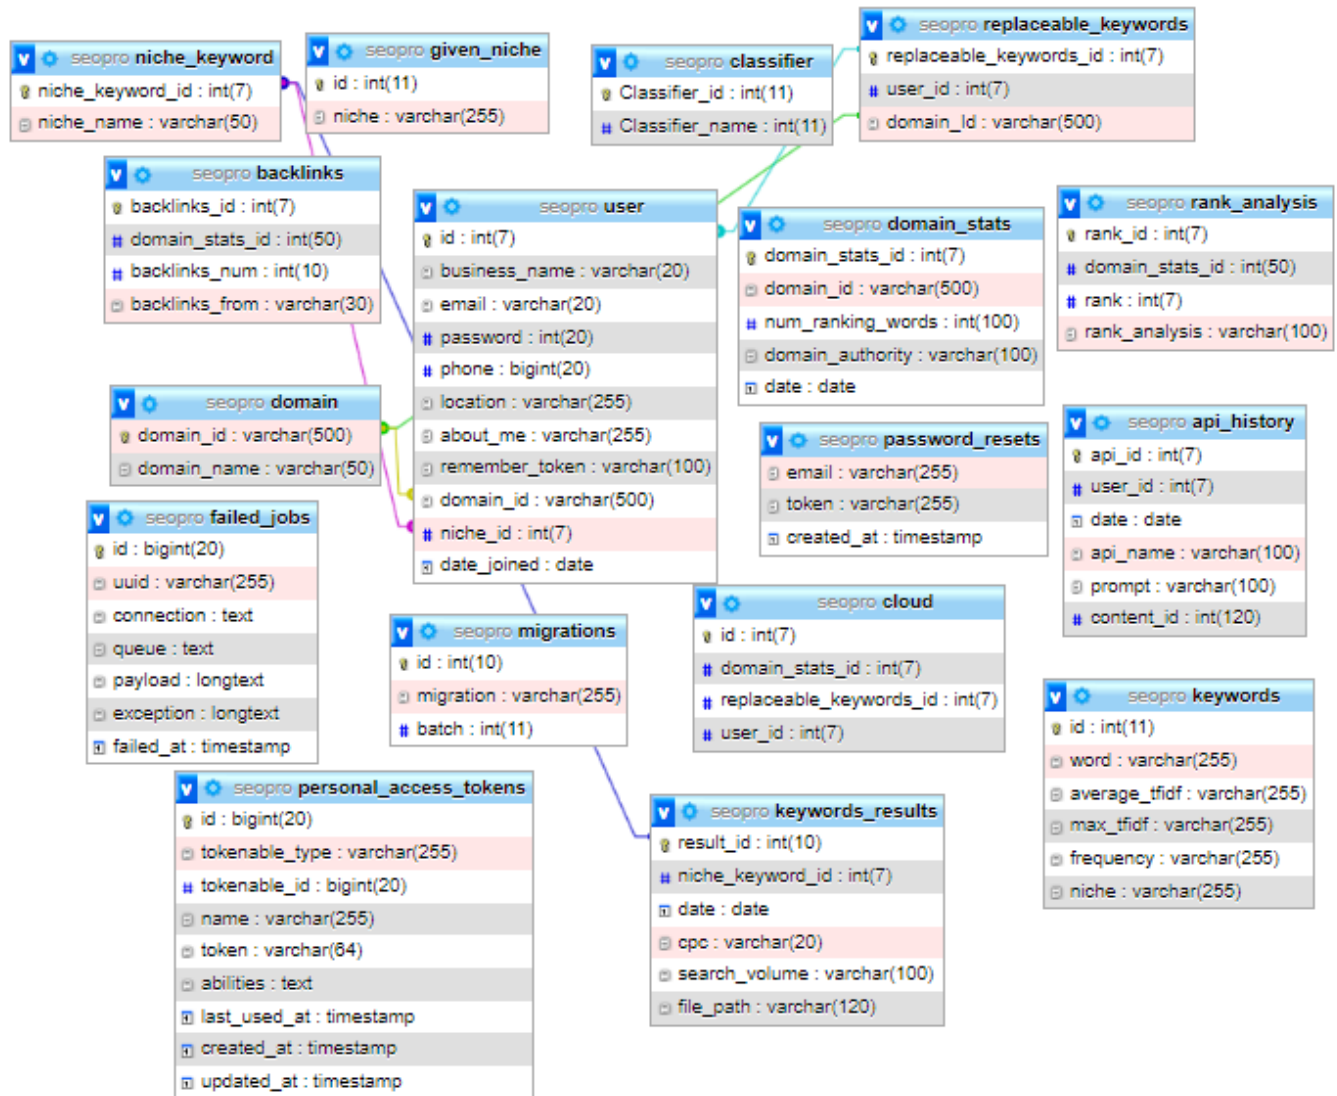 seopro niche_keyword
niche_keyword_id : int(7)
niche_name : varchar(50)
seopro given_niche
id : int(11)
niche : varchar(255)
seopro classifier
Classifier_id : int(11)
Classifier_name : int(11)
seopro replaceable_keywords
replaceable_keywords_id : int(7)
user_id : int(7)
domain_Id : varchar(500)
seopro backlinks
backlinks_id : int(7)
domain_stats_id : int(50)
backlinks_num : int(10)
backlinks_from : varchar(30)
seopro user
id : int(7)
business_name : varchar(20)
email : varchar(20)
password : int(20)
phone : bigint(20)
location : varchar(255)
about_me : varchar(255)
remember_token : varchar(100)
domain_id : varchar(500)
niche_id : int(7)
date_joined : date
seopro domain_stats
domain_stats_id : int(7)
domain_id : varchar(500)
num_ranking_words : int(100)
domain_authority : varchar(100)
date : date
seopro rank_analysis
rank_id : int(7)
domain_stats_id : int(50)
rank : int(7)
rank_analysis : varchar(100)
seopro domain
domain_id : varchar(500)
domain_name : varchar(50)
seopro password_resets
email : varchar(255)
token : varchar(255)
created_at : timestamp
seopro api_history
api_id : int(7)
user_id : int(7)
date : date
api_name : varchar(100)
prompt : varchar(100)
content_id : int(120)
seopro failed_jobs
id : bigint(20)
uuid : varchar(255)
connection : text
queue : text
payload : longtext
exception : longtext
failed_at : timestamp
seopro migrations
id : int(10)
migration : varchar(255)
batch : int(11)
seopro cloud
id : int(7)
domain_stats_id : int(7)
replaceable_keywords_id : int(7)
user_id : int(7)
seopro keywords
id : int(11)
word : varchar(255)
average_tfidf : varchar(255)
max_tfidf : varchar(255)
frequency : varchar(255)
niche : varchar(255)
seopro personal_access_tokens
id : bigint(20)
tokenable_type : varchar(255)
tokenable_id : bigint(20)
name : varchar(255)
token : varchar(64)
abilities : text
last_used_at : timestamp
created_at : timestamp
updated_at : timestamp
seopro keywords_results
result_id : int(10)
niche_keyword_id : int(7)
date : date
cpc : varchar(20)
search_volume : varchar(100)
file_path : varchar(120)